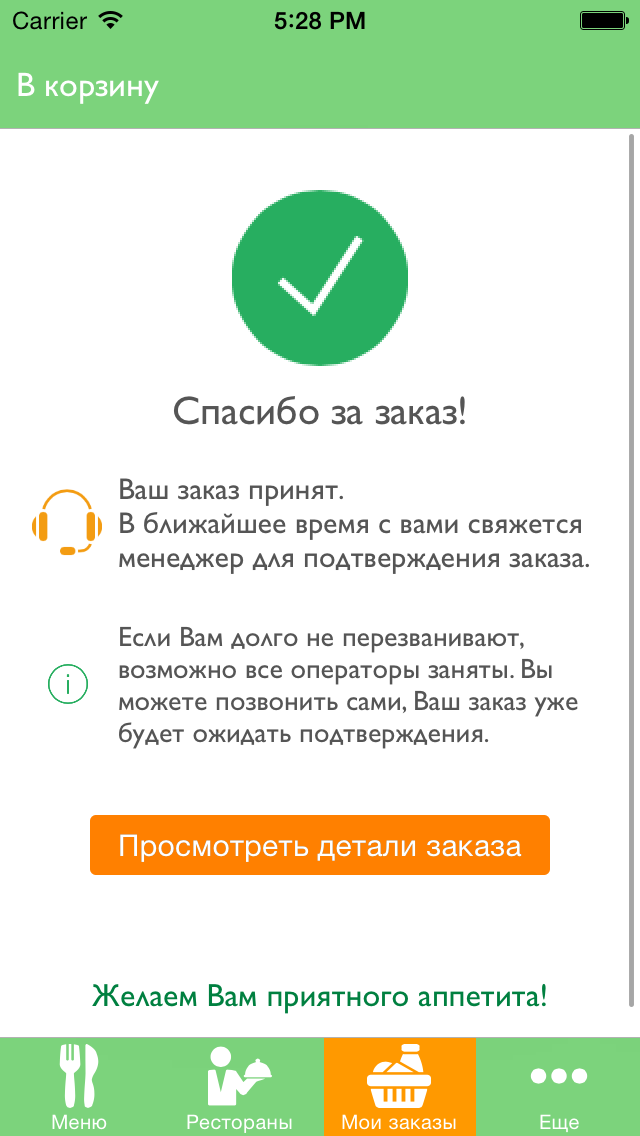 Carrier 5:28 PM
В корзину
Спасибо за заказ!
Ваш заказ принят.
В ближайшее время с вами свяжется
менеджер для подтверждения заказа.
Если Вам долго не перезванивают,
возможно все операторы заняты. Вы
можете позвонить сами, Ваш заказ уже
будет ожидать подтверждения.
Просмотреть детали заказа
Желаем Вам приятного аппетита!
Меню Рестораны Мои заказы Еще